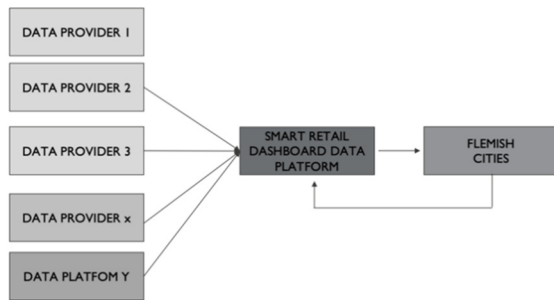 DATA PROVIDER 1
DATA PROVIDER 2
DATA PROVIDER 3
DATA PROVIDER x
DATA PLATFOM Y
SMART RETAIL
DASHBOARD DATA
PLATFORM
FLEMISH
CITIES